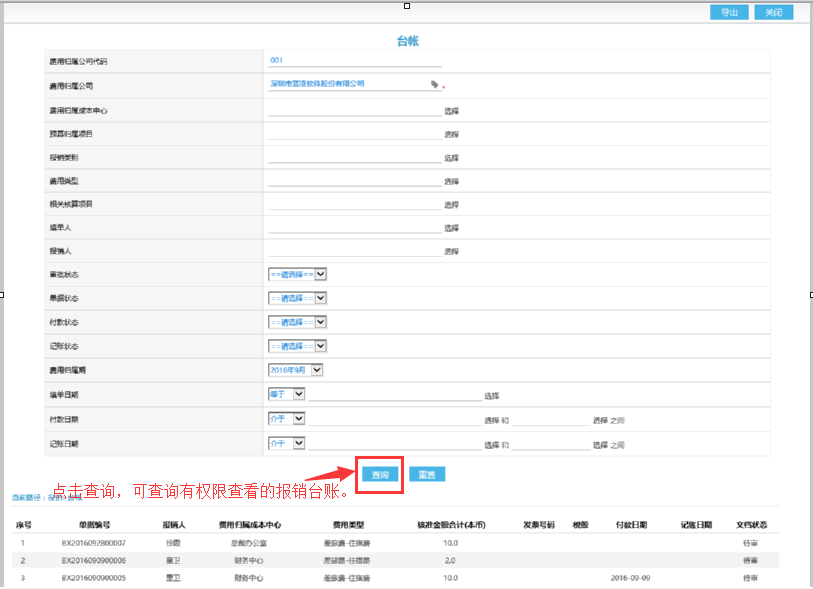 导出 关闭
台帐
费用归属公司代码 001
费用归属公司 深圳市蓝凌软件股份有限公司 *
费用归属成本中心 选择
预算归属项目 选择
报销类别 选择
费用类型 选择
相关核算项目 选择
填单人 选择
报销人 选择
审批状态 ==请选择==
单据状态 ==请选择==
付款状态 ==请选择==
记账状态 ==请选择==
费用归属期 2016年9月
填单日期 等于 选择
付款日期 介于 选择 和 选择 之间
记账日期 介于 选择 和 选择 之间
查询 重置
点击查询，可查询有权限查看的报销台账。
当前路径：
序号 单据编号 报销人 费用归属成本中心 费用类型 核准金额合计(本币) 发票号码 税额 付款日期 记账日期 文档状态
1 BX2016092800007 徐霞 总裁办公室 差旅费-住宿费 10.0 待审
2 BX2016090900006 董卫 财务中心 差旅费-住宿费 2.0 待审
3 BX2016090900005 董卫 财务中心 差旅费-住宿费 10.0 2016-09-09 待审